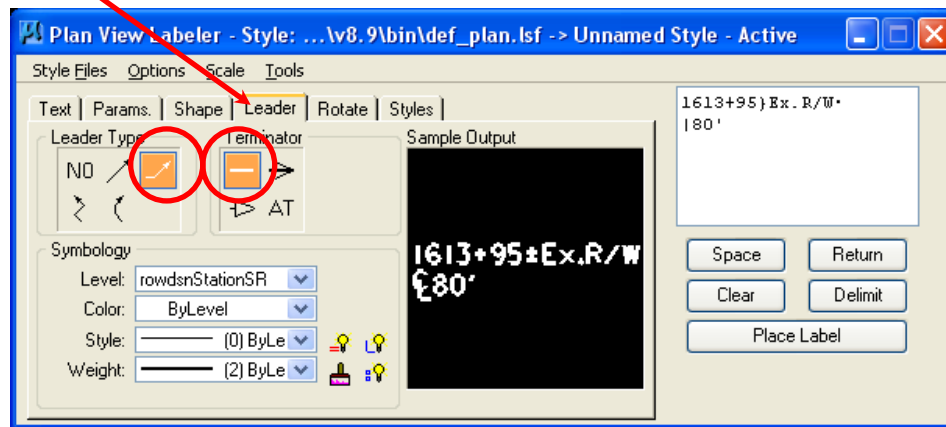 Plan View Labeler - Style: ...\v8.9\bin\def_plan.lsf -> Unnamed Style - Active
Style Files Options Scale Tools
Text Params. Shape Leader Rotate Styles
Leader Type Terminator Sample Output
NO
AT
1613+95±Ex.R/W
℄80'
Symbology
Level: rowdsnStationSR
Color: ByLevel
Style: (0) ByLe
Weight: (2) ByLe
1613+95}Ex.R/W·
|80'
Space Return
Clear Delimit
Place Label